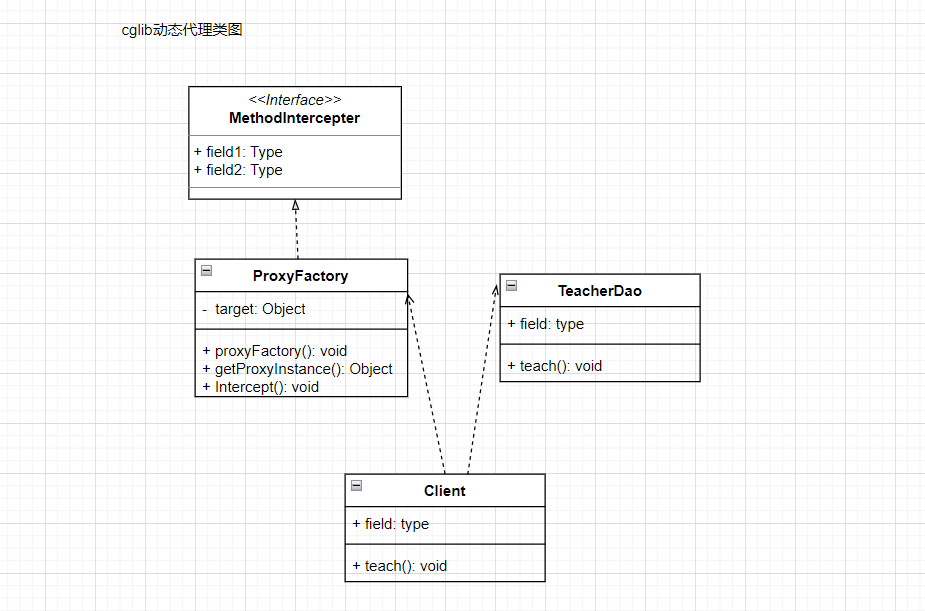 cglib动态代理类图
<<Interface>>
MethodIntercepter
+ field1: Type
+ field2: Type
ProxyFactory
- target: Object
+ proxyFactory(): void
+ getProxyInstance(): Object
+ Intercept(): void
TeacherDao
+ field: type
+ teach(): void
Client
+ field: type
+ teach(): void